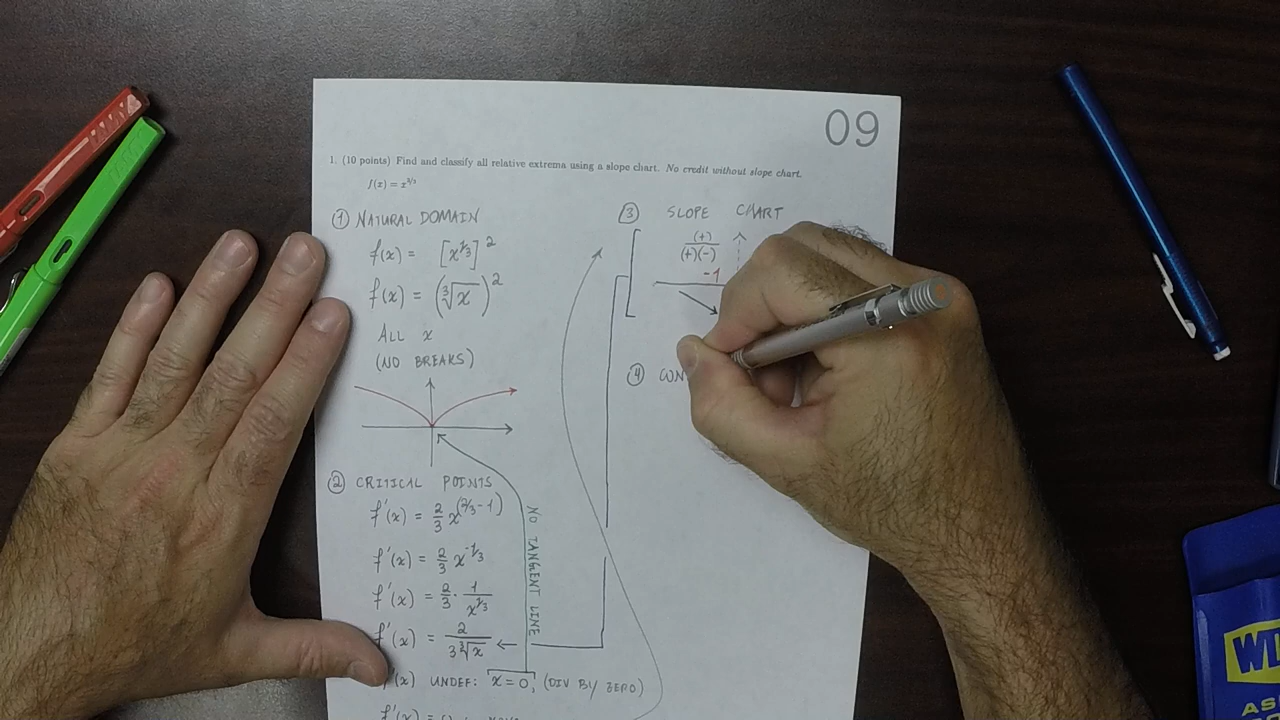 09
1. (10 points) Find and classify all relative extrema using a slope chart. No credit without slope chart.
f(x) = x^{2/3}
① NATURAL DOMAIN
f(x) = [x^{1/3}]^2
f(x) = (∛x)^2
ALL x
(NO BREAKS)
② CRITICAL POINTS
f'(x) = 2/3 x^{(2/3-1)}
f'(x) = 2/3 x^{-1/3}
f'(x) = 2/3 · 1/x^{1/3}
f'(x) = 2/(3∛x)
NO TANGENT LINE
f'(x) UNDEF: x=0, (DIV BY ZERO)
③ SLOPE CHART
(+)/(+)(-)
-1
④ CON
LAMY